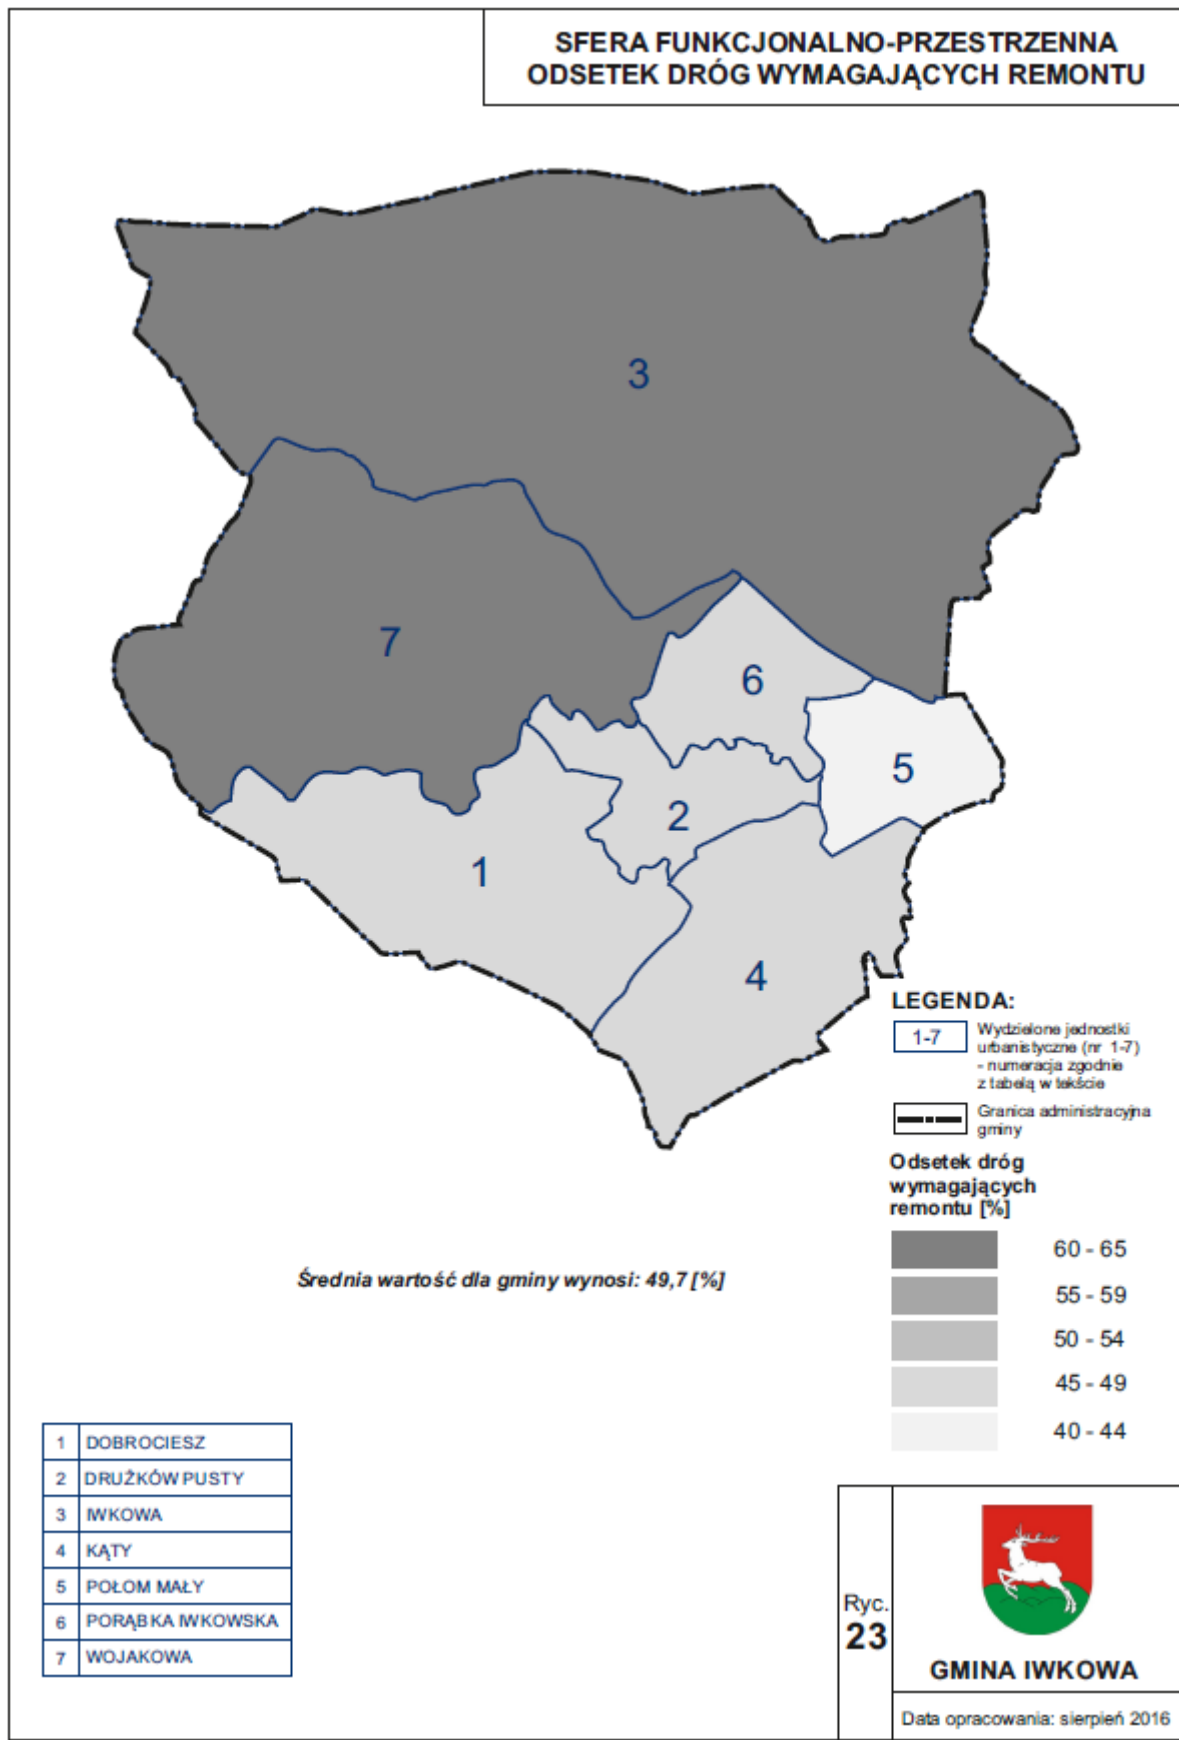 SFERA FUNKCJONALNO-PRZESTRZENNA
ODSETEK DRÓG WYMAGAJĄCYCH REMONTU
3
7
6
5
2
1
4
LEGENDA:
1-7
Wydzielone jednostki
urbanistyczne (nr 1-7)
- numeracja zgodnie
z tabelą w tekście
Granica administracyjna
gminy
Odsetek dróg
wymagających
remontu [%]
60 - 65
55 - 59
50 - 54
45 - 49
40 - 44
Średnia wartość dla gminy wynosi: 49,7 [%]
1 DOBROCIESZ
2 DRUŻKÓW PUSTY
3 IWKOWA
4 KĄTY
5 POŁOM MAŁY
6 PORĄBKA IWKOWSKA
7 WOJAKOWA
Ryc.
23
GMINA IWKOWA
Data opracowania: sierpień 2016